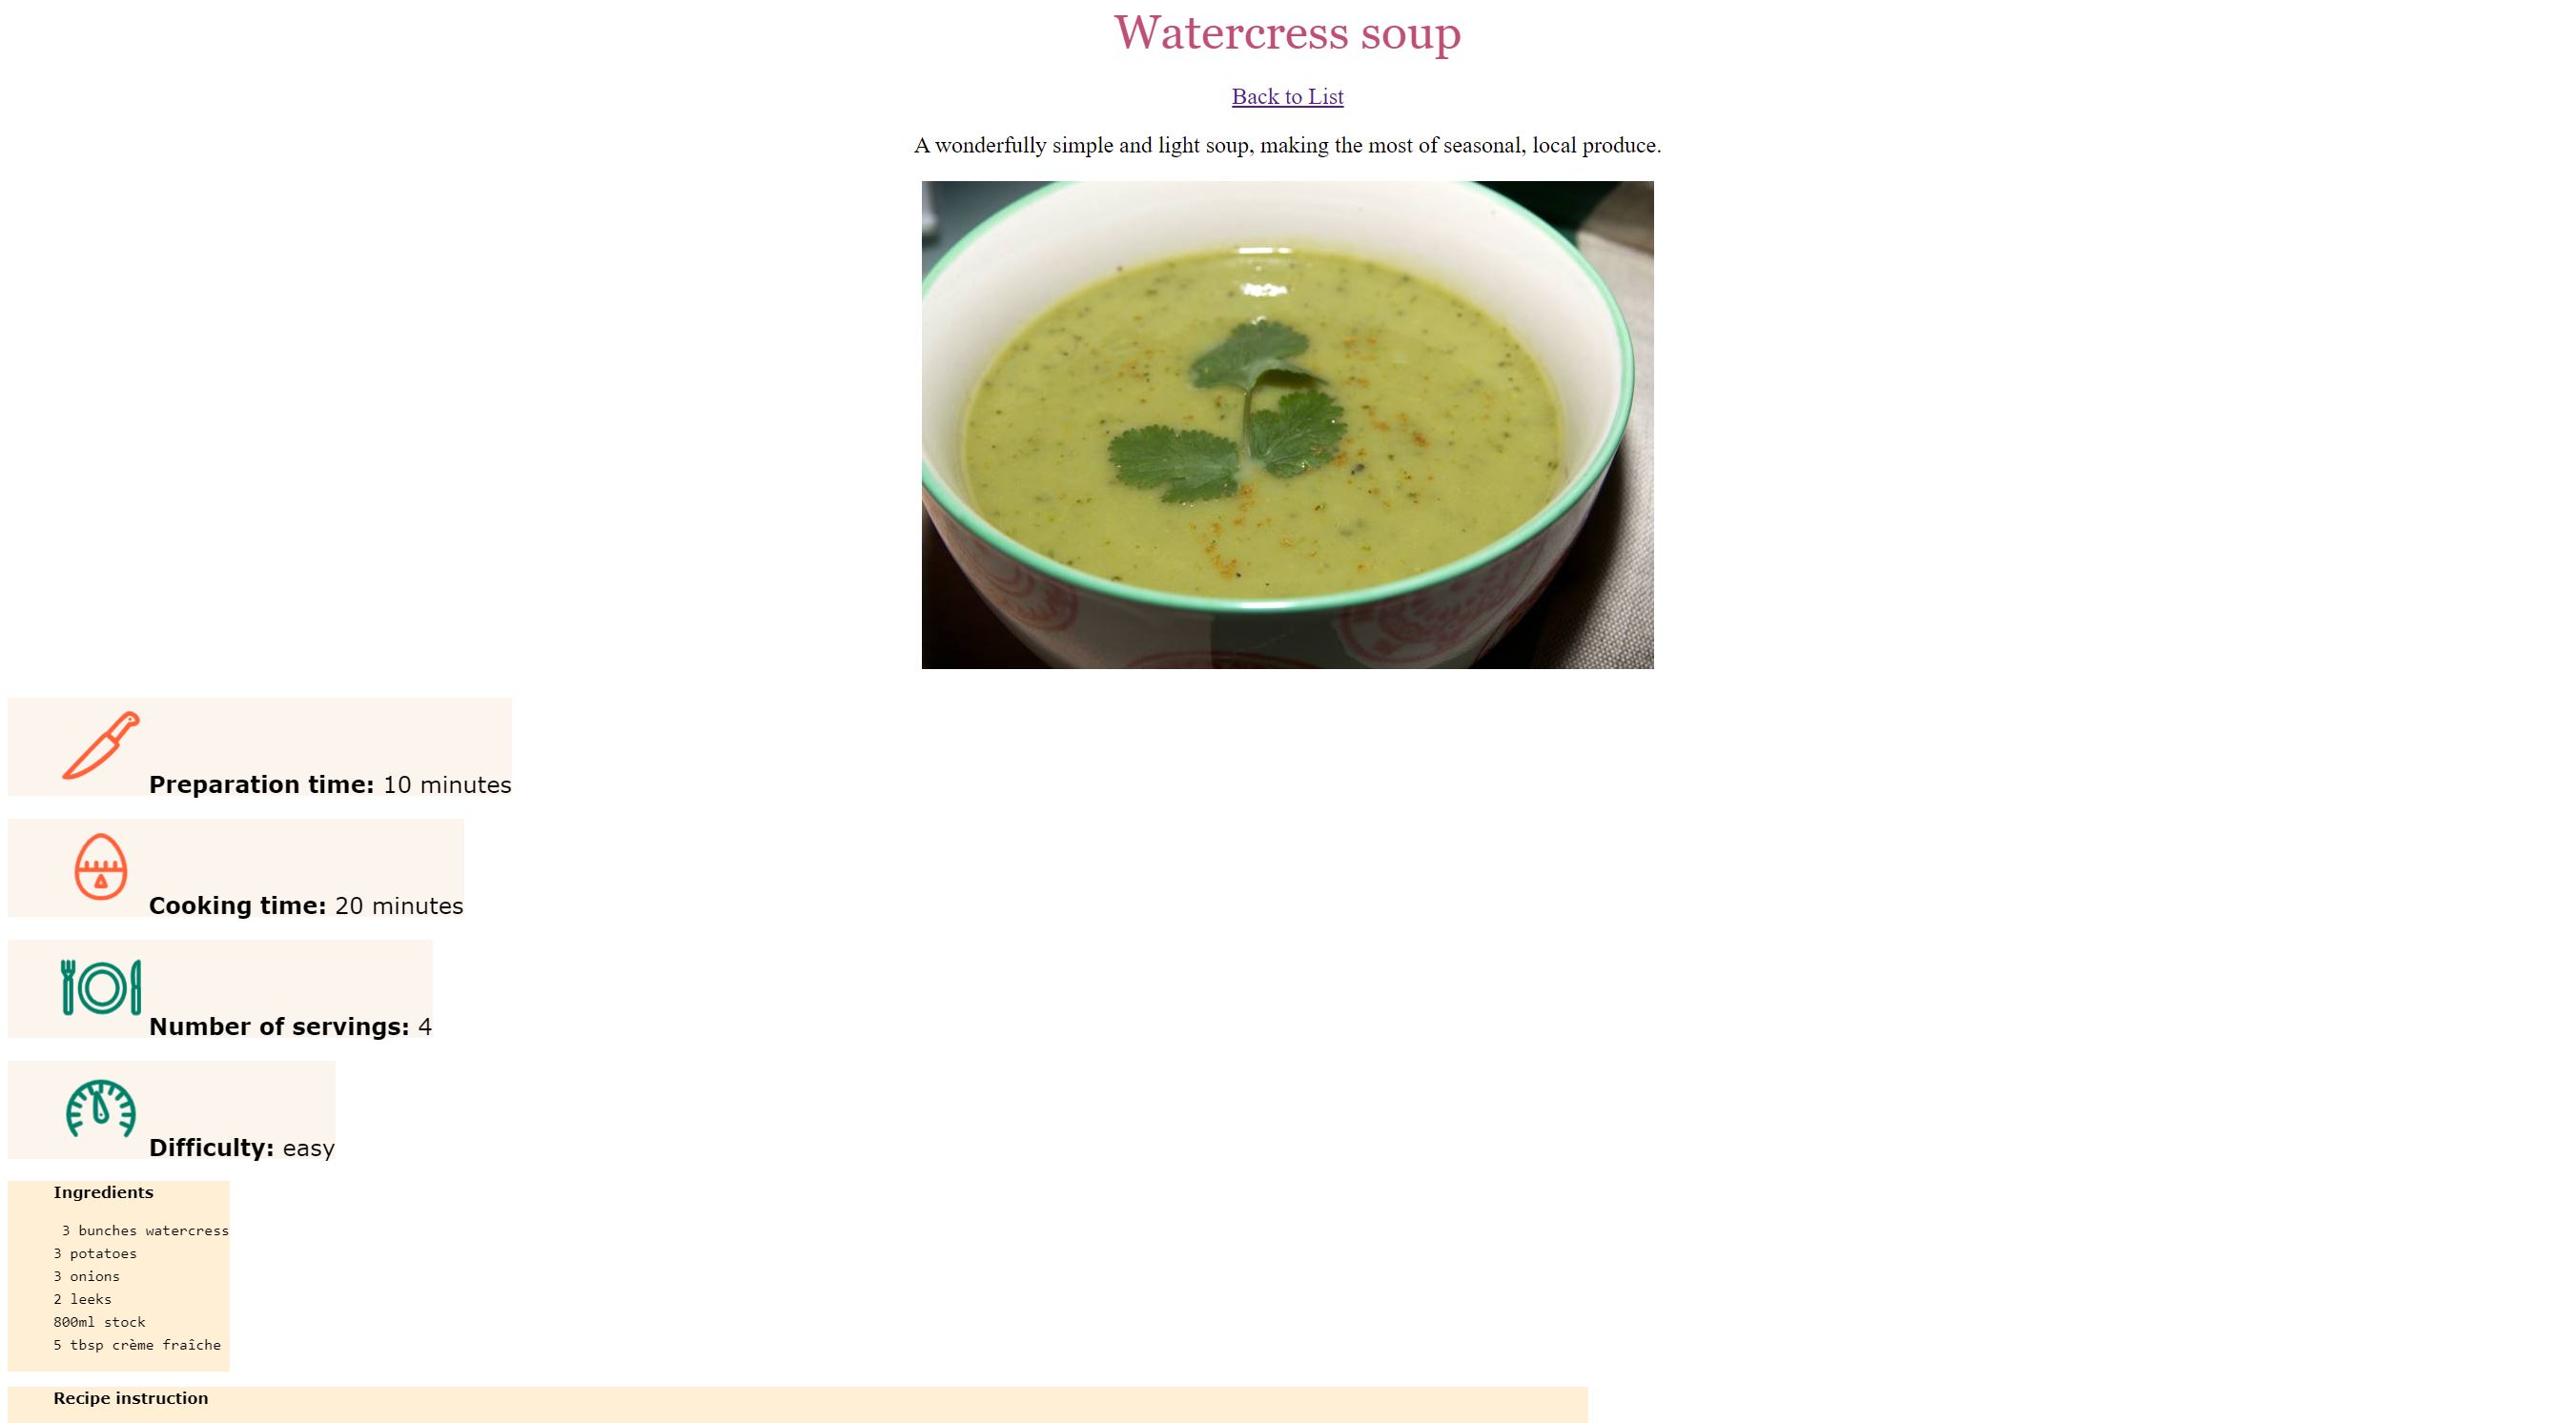 Watercress soup
Back to List
A wonderfully simple and light soup, making the most of seasonal, local produce.
Preparation time: 10 minutes
Cooking time: 20 minutes
Number of servings: 4
Difficulty: easy
Ingredients
3 bunches watercress
3 potatoes
3 onions
2 leeks
800ml stock
5 tbsp crème fraîche
Recipe instruction